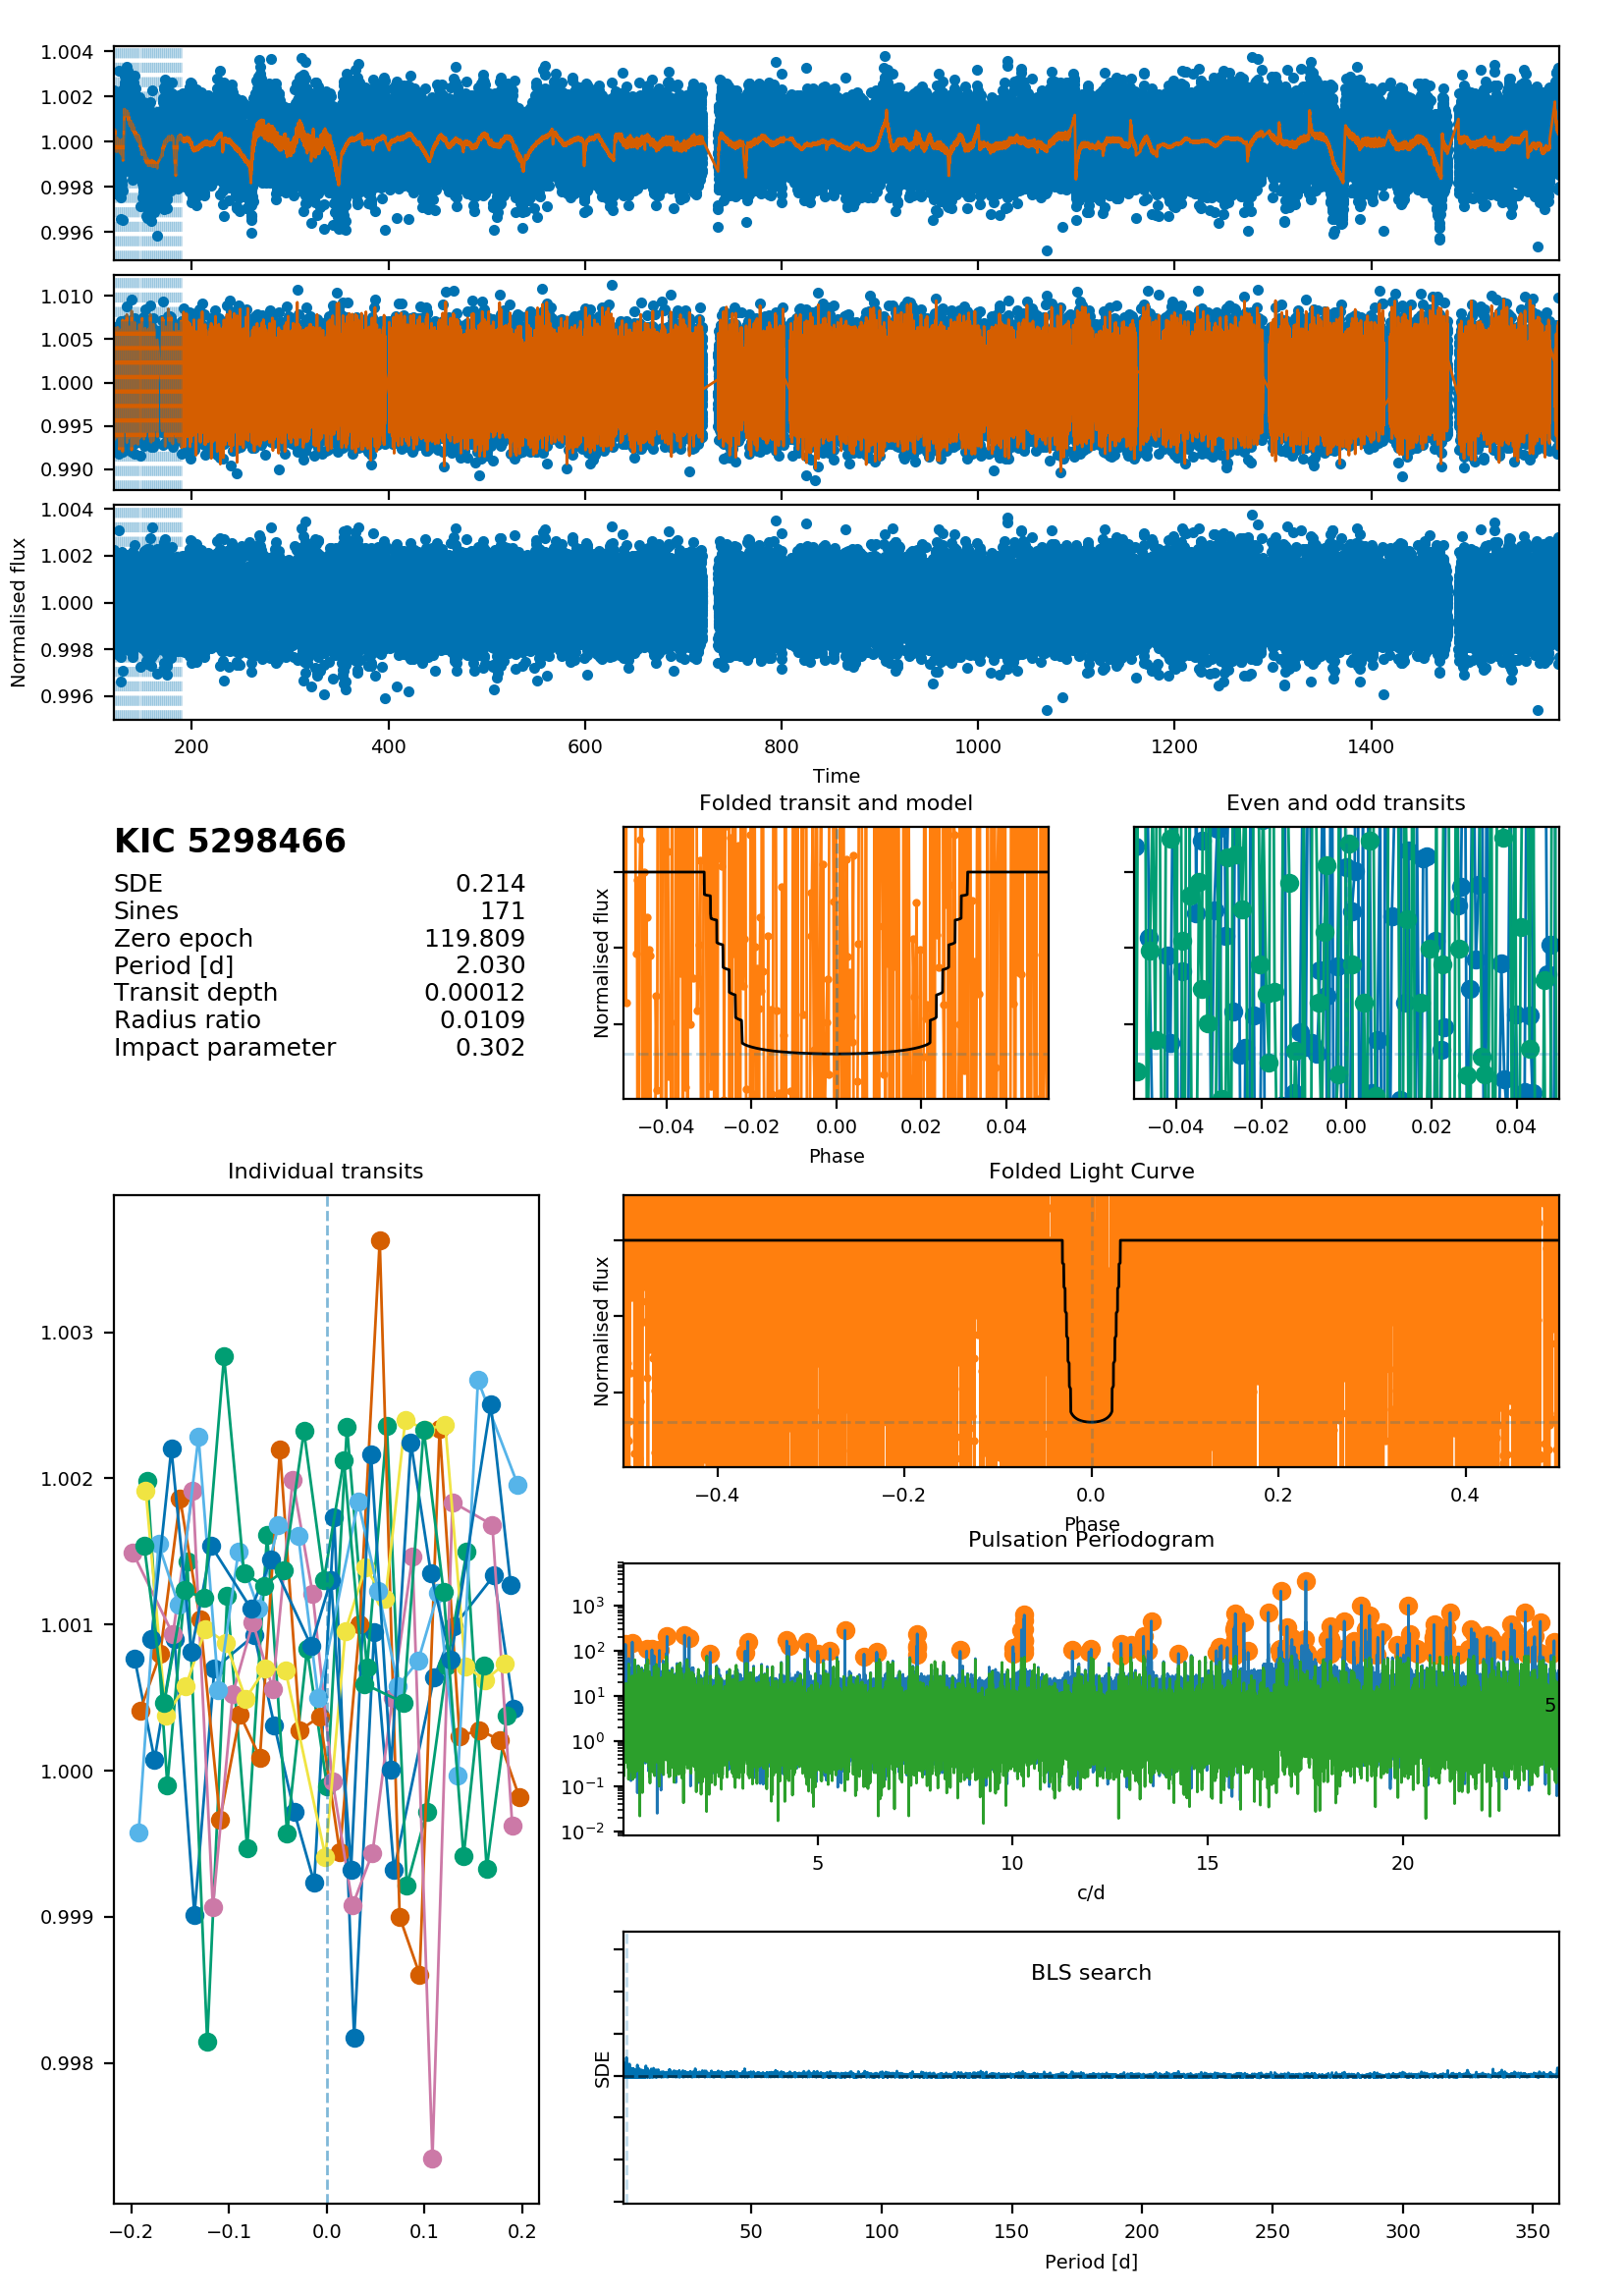 1.004
1.002
1.000
0.998
0.996
1.010
1.005
1.000
0.995
0.990
1.004
1.002
1.000
0.998
0.996
Normalised flux
200 400 600 800 1000 1200 1400
Time
KIC 5298466
SDE 0.214
Sines 171
Zero epoch 119.809
Period [d] 2.030
Transit depth 0.00012
Radius ratio 0.0109
Impact parameter 0.302
Folded transit and model
Normalised flux
−0.04 −0.02 0.00 0.02 0.04
Phase
Even and odd transits
−0.04 −0.02 0.00 0.02 0.04
Individual transits
1.003
1.002
1.001
1.000
0.999
0.998
−0.2 −0.1 0.0 0.1 0.2
Folded Light Curve
Normalised flux
−0.4 −0.2 0.0 0.2 0.4
Phase
Pulsation Periodogram
10³
10²
10¹
10⁰
10⁻¹
10⁻²
5
5 10 15 20
c/d
BLS search
SDE
50 100 150 200 250 300 350
Period [d]